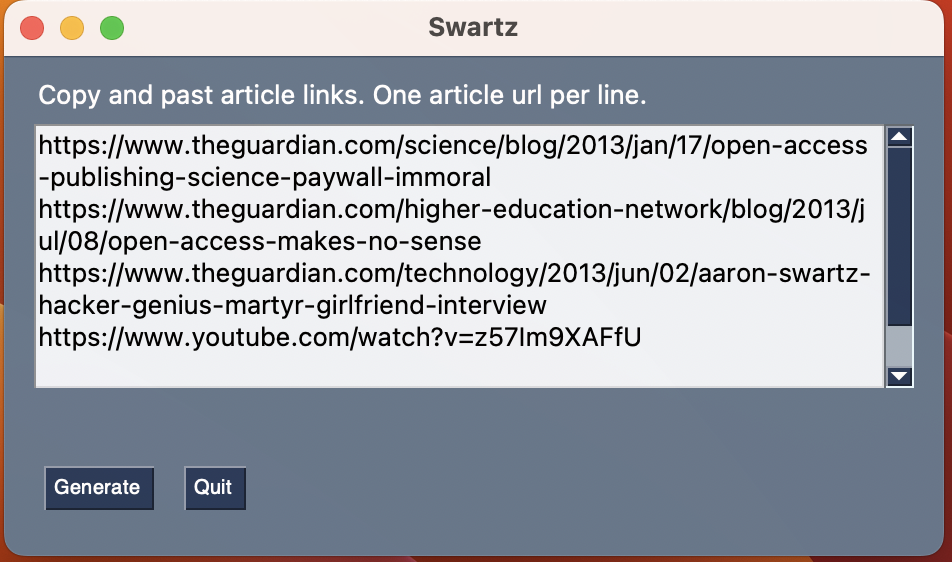 Swartz
Copy and past article links. One article url per line.
https://www.theguardian.com/science/blog/2013/jan/17/open-access
-publishing-science-paywall-immoral
https://www.theguardian.com/higher-education-network/blog/2013/j
ul/08/open-access-makes-no-sense
https://www.theguardian.com/technology/2013/jun/02/aaron-swartz-
hacker-genius-martyr-girlfriend-interview
https://www.youtube.com/watch?v=z57Im9XAFfU
Generate
Quit